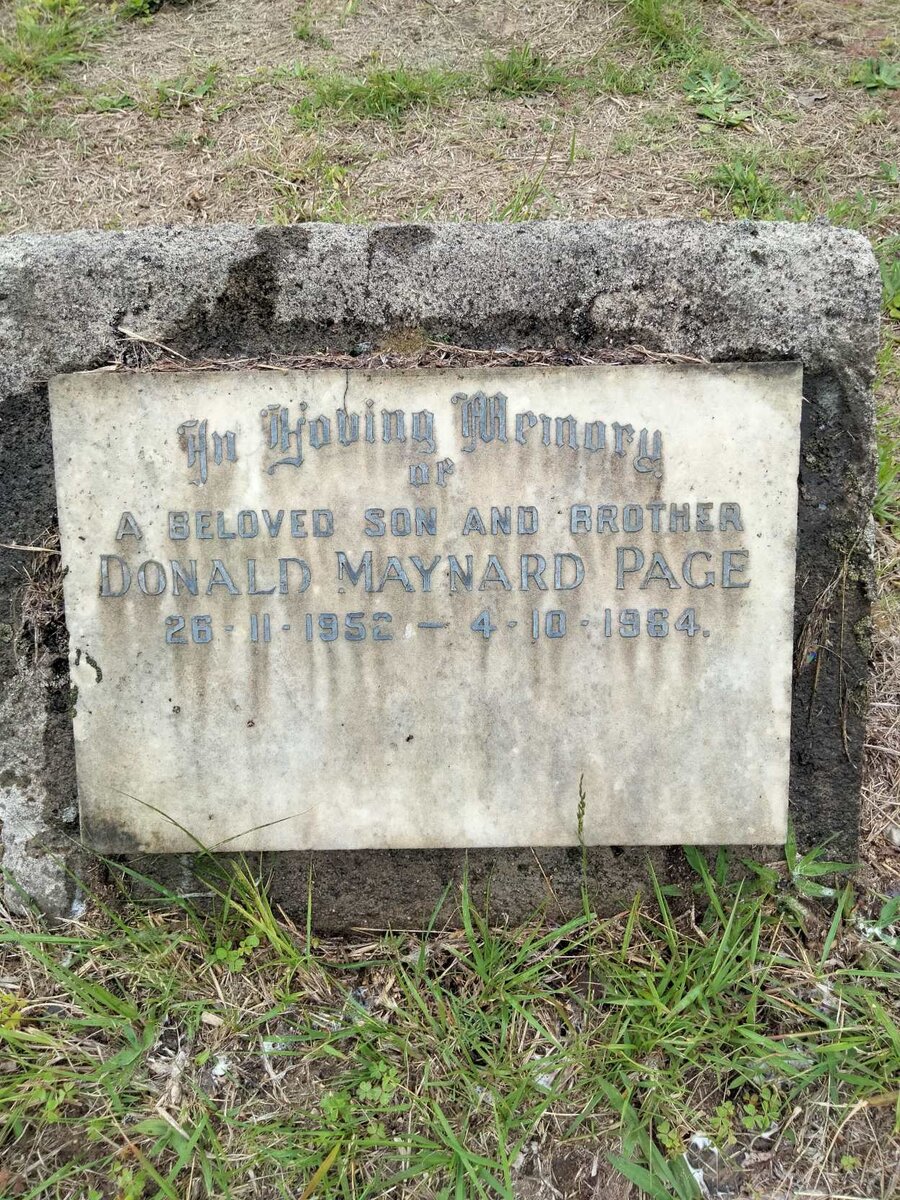 In Loving Memory
OF
A BELOVED SON AND BROTHER
DONALD MAYNARD PAGE
26-11-1952 - 4-10-1964.